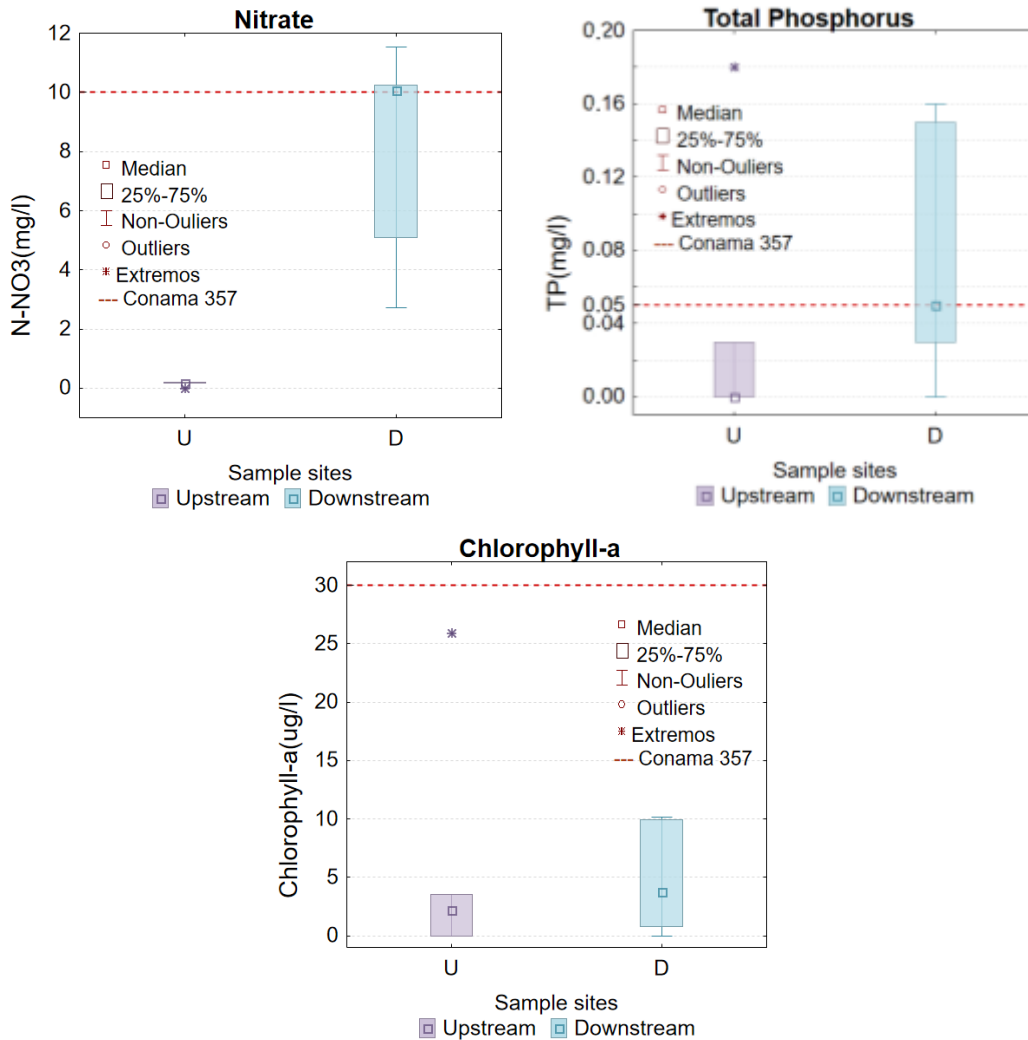 Nitrate
12
10
8
6
4
2
0
N-NO3(mg/l)
Median
25%-75%
Non-Ouliers
Outliers
Extremos
Conama 357
U
D
Sample sites
Upstream
Downstream
Total Phosphorus
0.20
0.16
0.12
0.08
0.05
0.04
0.00
TP(mg/l)
Median
25%-75%
Non-Ouliers
Outliers
Extremos
Conama 357
U
D
Sample sites
Upstream
Downstream
Chlorophyll-a
30
25
20
15
10
5
0
Chlorophyll-a(ug/l)
Median
25%-75%
Non-Ouliers
Outliers
Extremos
Conama 357
U
D
Sample sites
Upstream
Downstream